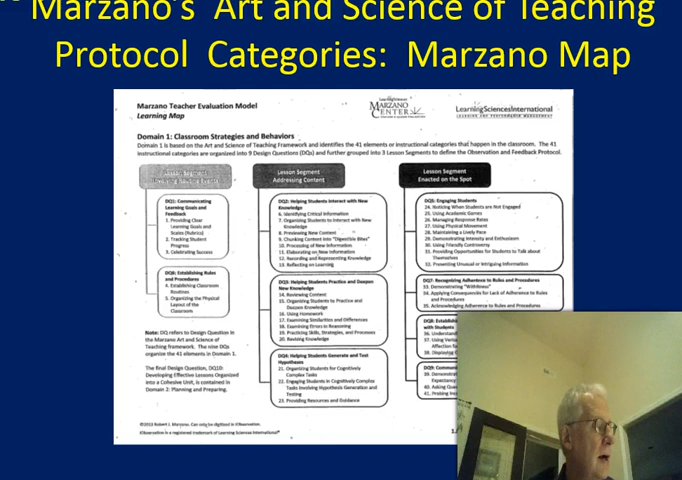 Marzano's Art and Science of Teaching
Protocol Categories: Marzano Map
Marzano Teacher Evaluation Model
Learning Map
MARZANO
CENTER
LearningSciencesInternational
Domain 1: Classroom Strategies and Behaviors
Domain 1 is based on the Art and Science of Teaching Framework and identifies the 41 elements or instructional categories that happen in the classroom. The 41
instructional categories are organized into 9 Design Questions (DQs) and further grouped into 3 Lesson Segments to define the Observation and Feedback Protocol.
Lesson Segment
DQ1: Communicating
Learning Goals and
Feedback
1. Providing Clear
Learning Goals and
Scales (Rubrics)
2. Tracking Student
Progress
3. Celebrating Success
DQ6: Establishing Rules
and Procedures
4. Establishing Classroom
Routines
5. Organizing the Physical
Layout of the
Classroom
Note: DQ refers to Design Question in
the Marzano Art and Science of
Teaching framework. The nine DQs
organize the 41 elements in Domain 1.
The final Design Question, DQ10:
Developing Effective Lessons Organized
into a Cohesive Unit, is contained in
Domain 2: Planning and Preparing.
Lesson Segment
Addressing Content
DQ2: Helping Students Interact with New
Knowledge
6. Identifying Critical Information
7. Organizing Students to Interact with New
Knowledge
8. Previewing New Content
9. Chunking Content into "Digestible Bites"
10. Processing of New Information
11. Elaborating on New Information
12. Recording and Representing Knowledge
13. Reflecting on Learning
DQ3: Helping Students Practice and Deepen
New Knowledge
14. Reviewing Content
15. Organizing Students to Practice and
Deepen Knowledge
16. Using Homework
17. Examining Similarities and Differences
18. Examining Errors in Reasoning
19. Practicing Skills, Strategies, and Processes
20. Revising Knowledge
DQ4: Helping Students Generate and Test
Hypotheses
21. Organizing Students for Cognitively
Complex Tasks
22. Engaging Students in Cognitively Complex
Tasks Involving Hypothesis Generation and
Testing
23. Providing Resources and Guidance
Lesson Segment
Enacted on the Spot
DQ5: Engaging Students
24. Noticing When Students are Not Engaged
25. Using Academic Games
26. Managing Response Rates
27. Using Physical Movement
28. Maintaining a Lively Pace
29. Demonstrating Intensity and Enthusiasm
30. Using Friendly Controversy
31. Providing Opportunities for Students to Talk about
Themselves
32. Presenting Unusual or Intriguing Information
DQ7: Recognizing Adherence to Rules and Procedures
33. Demonstrating "Withitness"
34. Applying Consequences for Lack of Adherence to Rules
and Procedures
35. Acknowledging Adherence to Rules and Procedures
DQ8:
with Students
36.
37. Using
38.
DQ9:
39.
40. Asking
41.
©2013 Robert J. Marzano. Can only be digitized in iObservation.
iObservation is a registered trademark of Learning Sciences International®